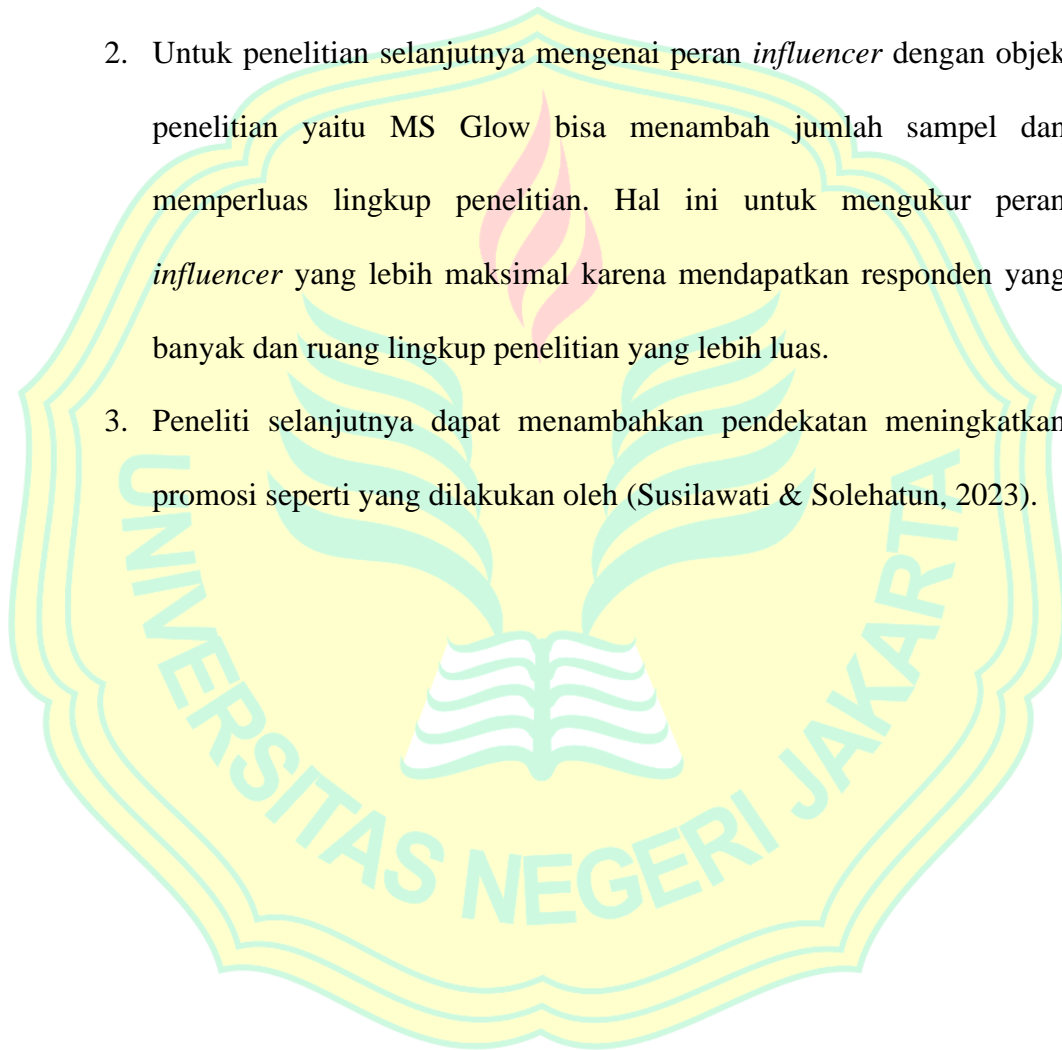 2. Untuk penelitian selanjutnya mengenai peran influencer dengan objek
penelitian yaitu MS Glow bisa menambah jumlah sampel dan
memperluas lingkup penelitian. Hal ini untuk mengukur peran
influencer yang lebih maksimal karena mendapatkan responden yang
banyak dan ruang lingkup penelitian yang lebih luas.
3. Peneliti selanjutnya dapat menambahkan pendekatan meningkatkan
promosi seperti yang dilakukan oleh (Susilawati & Solehatun, 2023).
UNIVERSITAS NEGERI JAKARTA